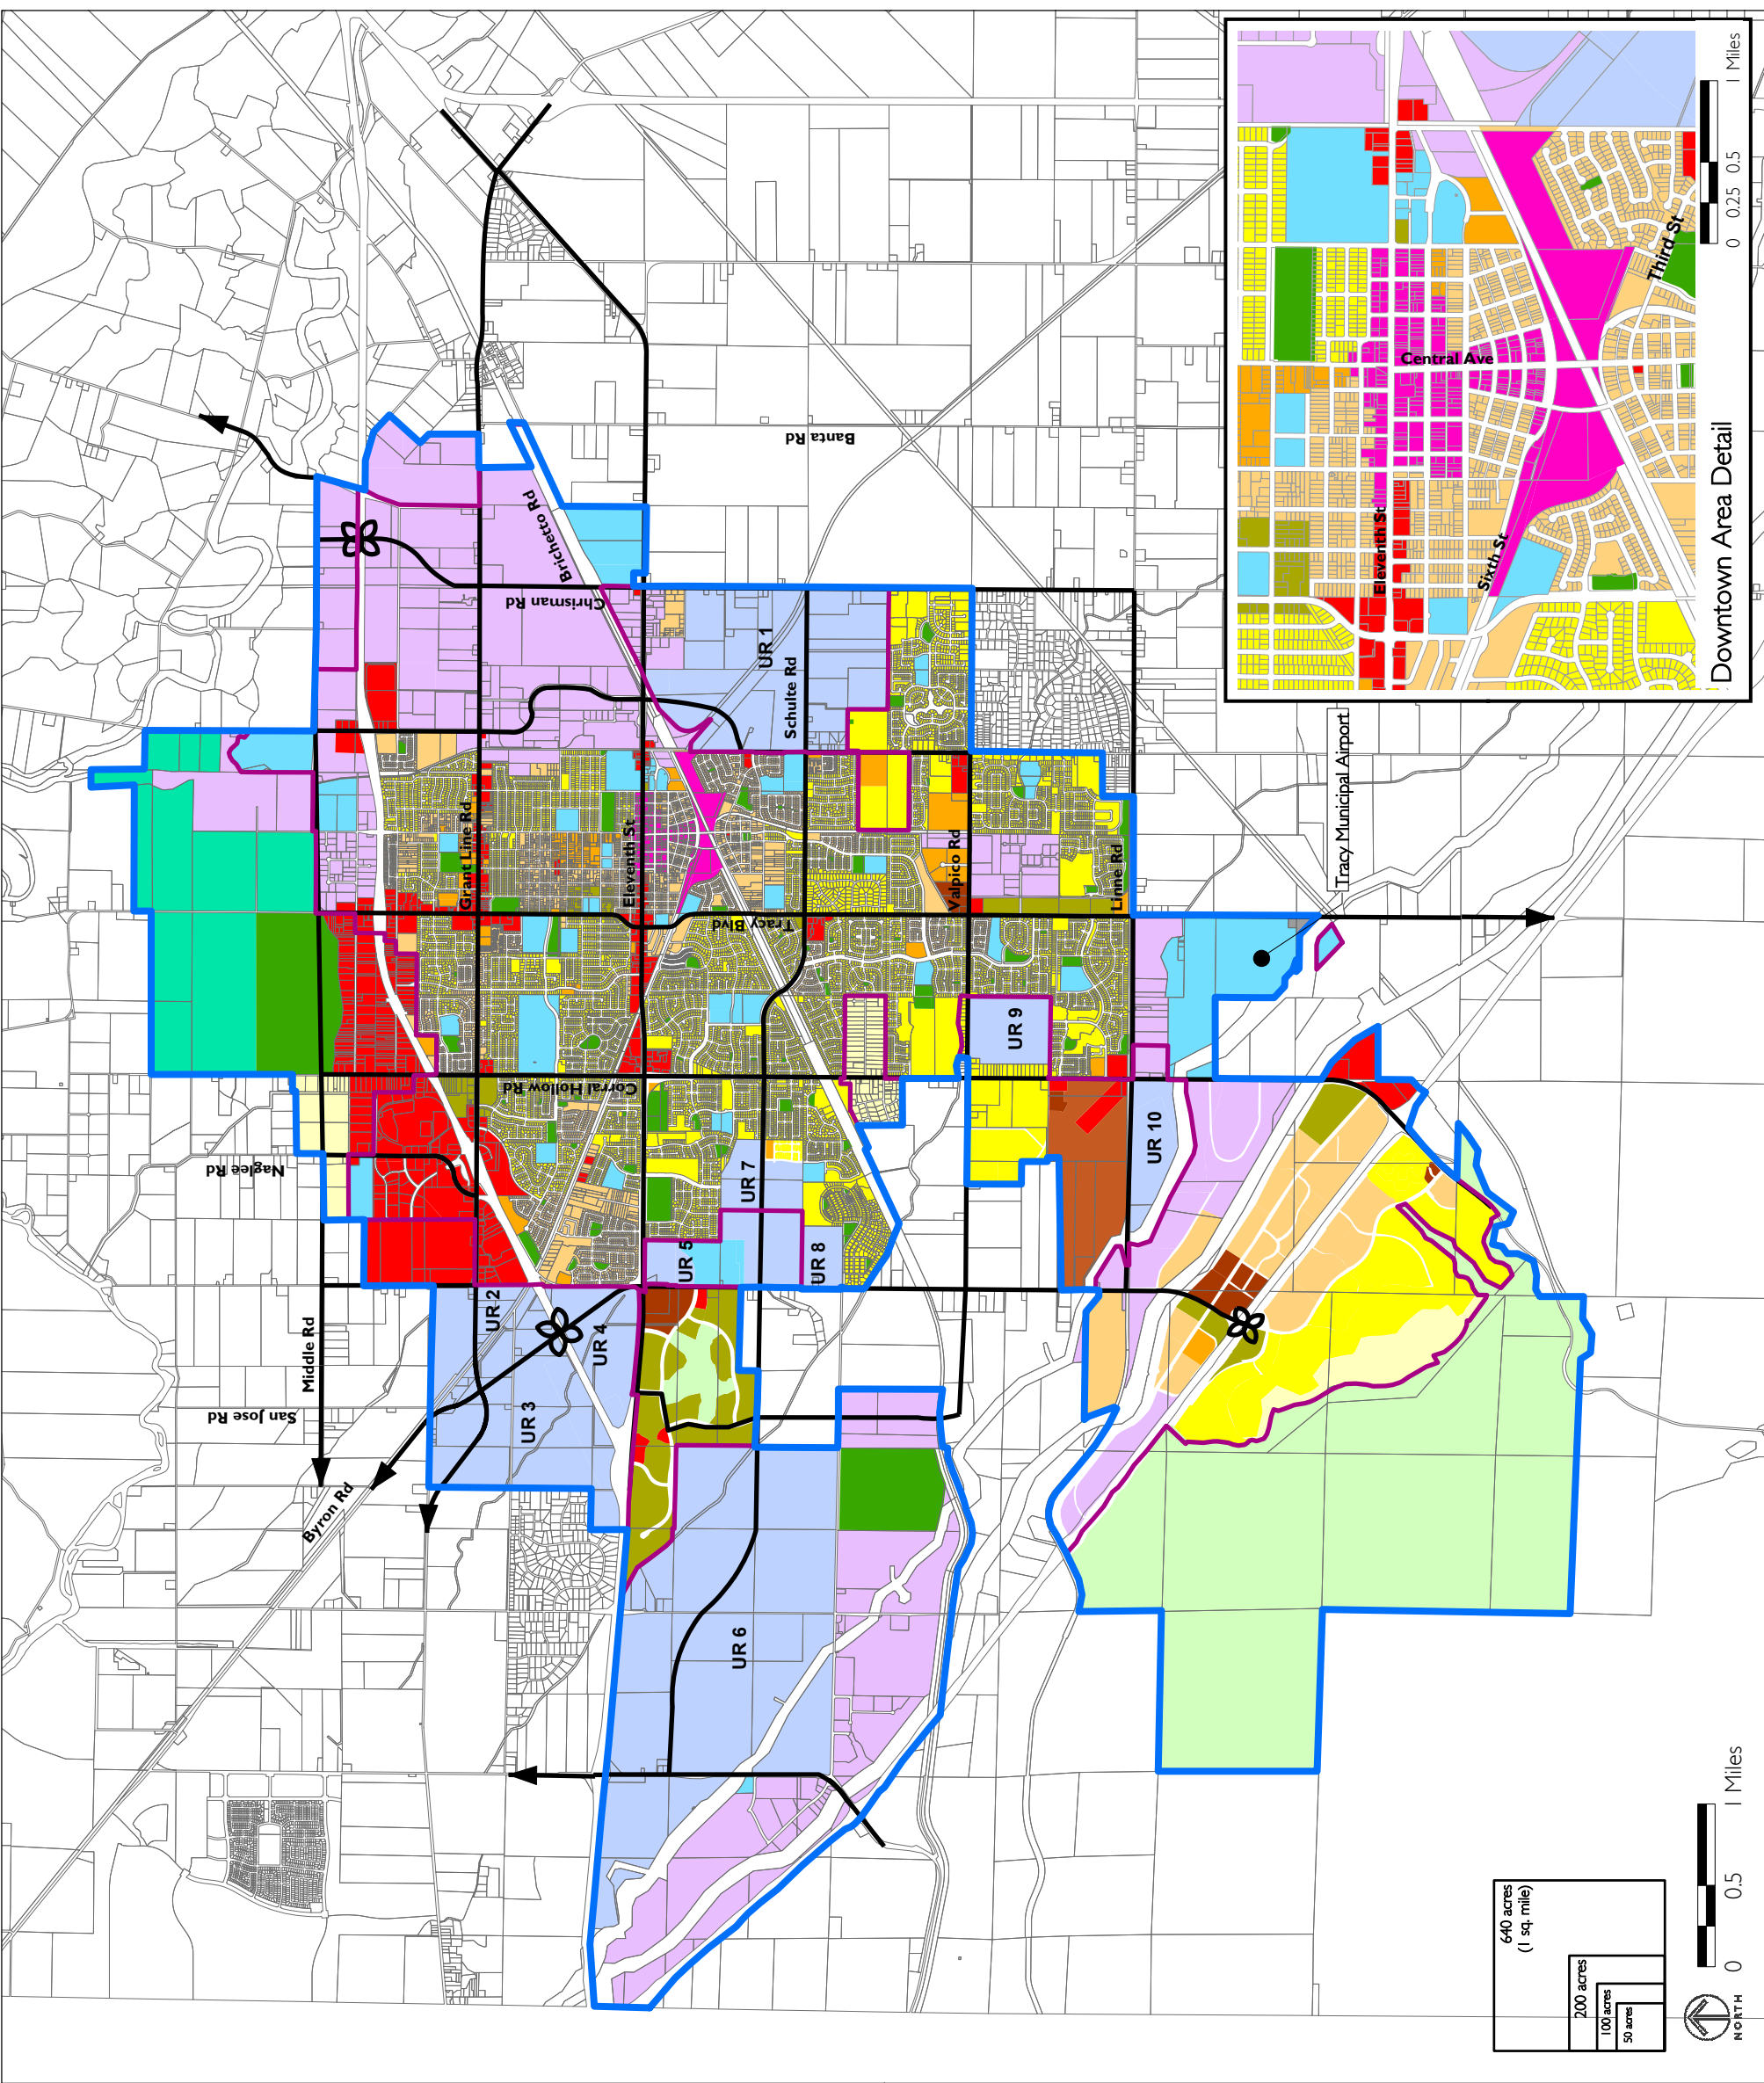 Banta Rd
Brichetto Rd
Chrisman Rd
UR 1
Schulte Rd
Central Ave
Third St
Eleventh St
Sixth St
Downtown Area Detail
0 0.25 0.5 1 Miles
Tracy Municipal Airport
Grant Line Rd
Eleventh St
Valpico Rd
Linne Rd
Tracy Blvd
UR 9
Corral Hollow Rd
UR 10
Naglee Rd
UR 7
UR 5
UR 8
UR 2
UR 4
Middle Rd
San Jose Rd
UR 3
Byron Rd
UR 6
640 acres
(1 sq. mile)
200 acres
100 acres
50 acres
0 0.5 1 Miles
NORTH